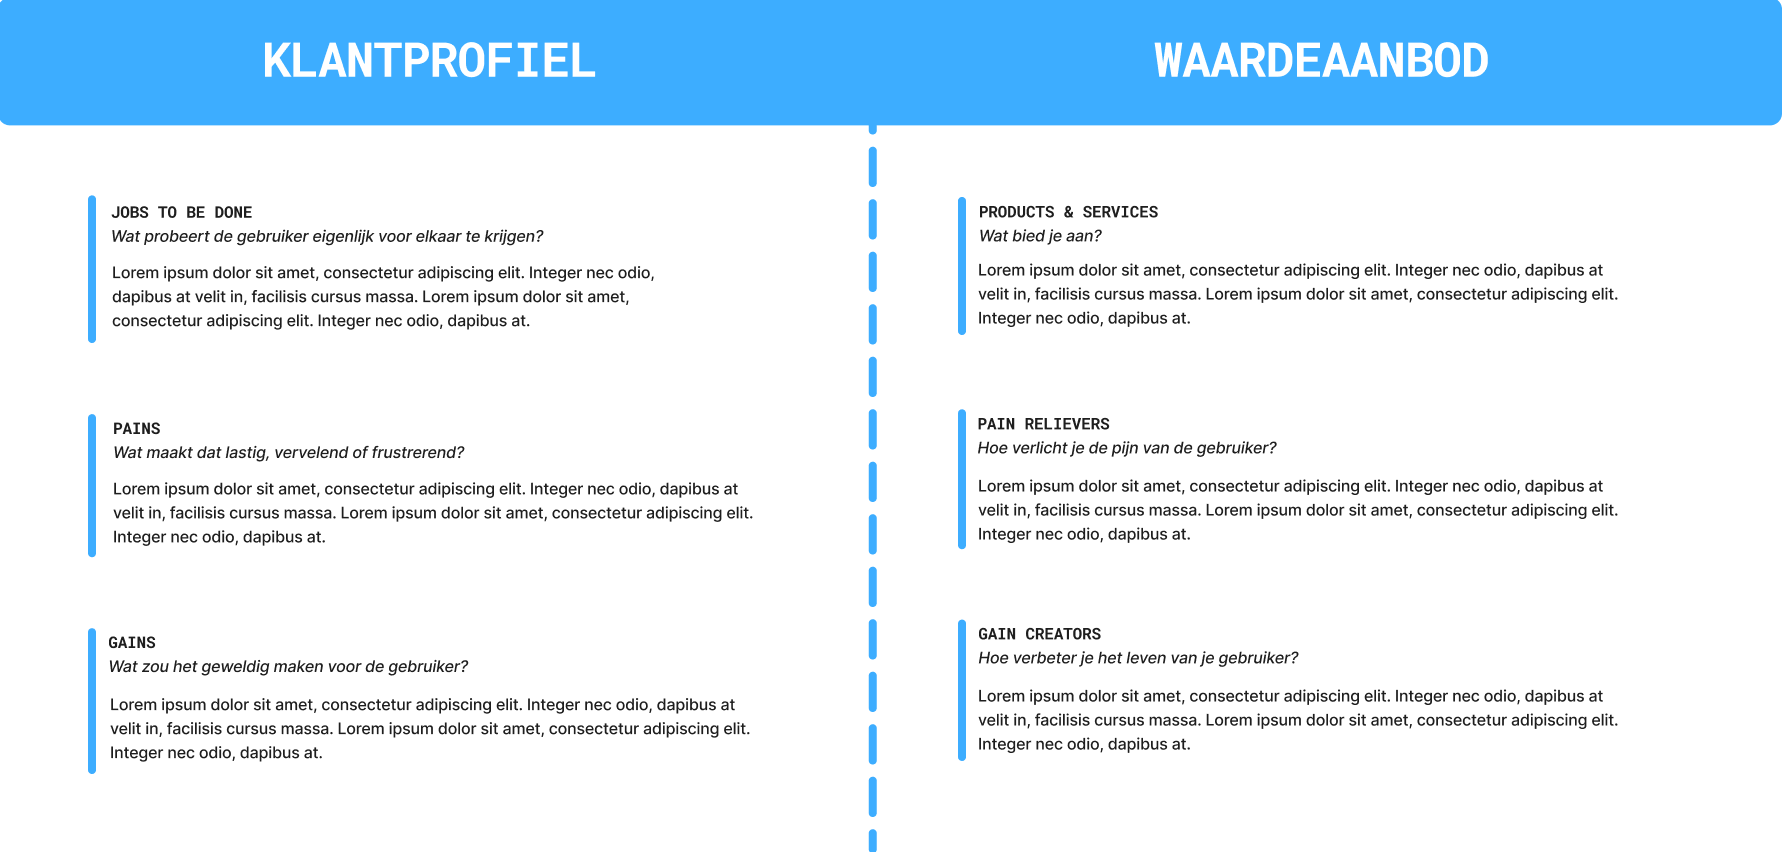 KLANTPROFIEL
JOBS TO BE DONE
Wat probeert de gebruiker eigenlijk voor elkaar te krijgen?
Lorem ipsum dolor sit amet, consectetur adipiscing elit. Integer nec odio,
dapibus at velit in, facilisis cursus massa. Lorem ipsum dolor sit amet,
consectetur adipiscing elit. Integer nec odio, dapibus at.
PAINS
Wat maakt dat lastig, vervelend of frustrerend?
Lorem ipsum dolor sit amet, consectetur adipiscing elit. Integer nec odio, dapibus at
velit in, facilisis cursus massa. Lorem ipsum dolor sit amet, consectetur adipiscing elit.
Integer nec odio, dapibus at.
GAINS
Wat zou het geweldig maken voor de gebruiker?
Lorem ipsum dolor sit amet, consectetur adipiscing elit. Integer nec odio, dapibus at
velit in, facilisis cursus massa. Lorem ipsum dolor sit amet, consectetur adipiscing elit.
Integer nec odio, dapibus at.
WAARDEAANBOD
PRODUCTS & SERVICES
Wat bied je aan?
Lorem ipsum dolor sit amet, consectetur adipiscing elit. Integer nec odio, dapibus at
velit in, facilisis cursus massa. Lorem ipsum dolor sit amet, consectetur adipiscing elit.
Integer nec odio, dapibus at.
PAIN RELIEVERS
Hoe verlicht je de pijn van de gebruiker?
Lorem ipsum dolor sit amet, consectetur adipiscing elit. Integer nec odio, dapibus at
velit in, facilisis cursus massa. Lorem ipsum dolor sit amet, consectetur adipiscing elit.
Integer nec odio, dapibus at.
GAIN CREATORS
Hoe verbeter je het leven van je gebruiker?
Lorem ipsum dolor sit amet, consectetur adipiscing elit. Integer nec odio, dapibus at
velit in, facilisis cursus massa. Lorem ipsum dolor sit amet, consectetur adipiscing elit.
Integer nec odio, dapibus at.